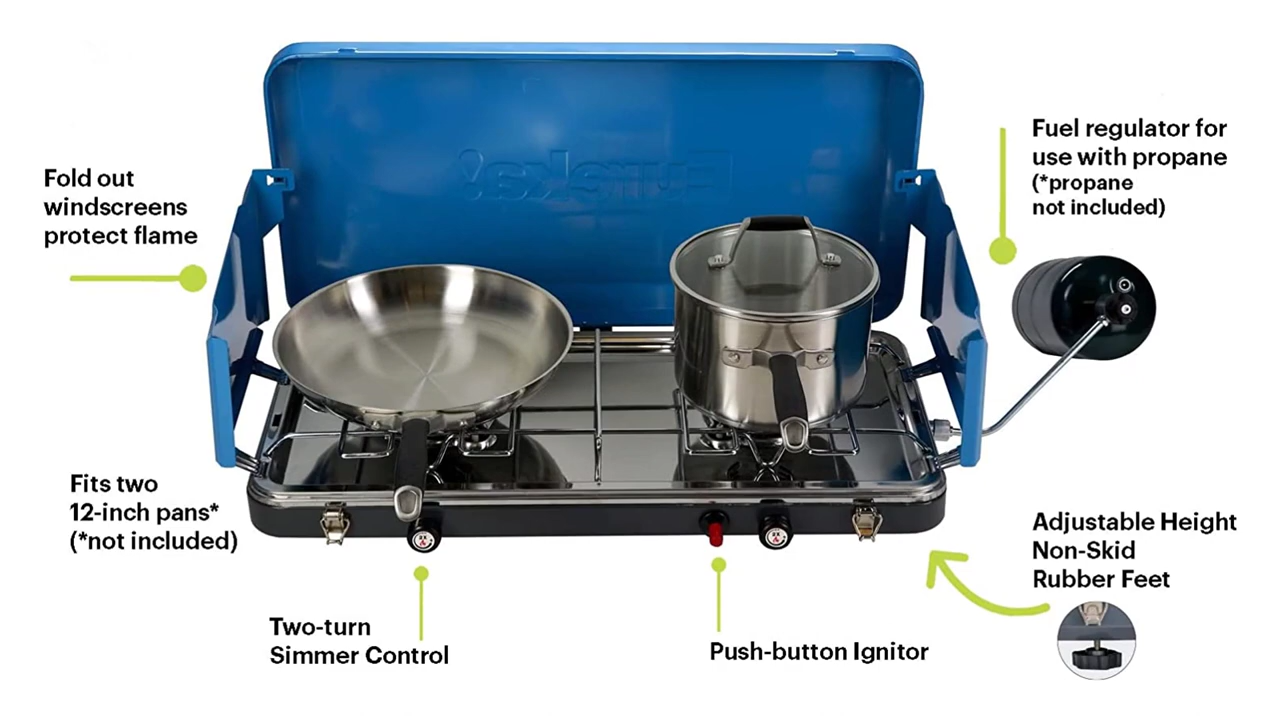 Fold out
windscreens
protect flame
Eureka!
Fuel regulator for
use with propane
(*propane
not included)
Fits two
12-inch pans*
(*not included)
Two-turn
Simmer Control
Push-button Ignitor
Adjustable Height
Non-Skid
Rubber Feet